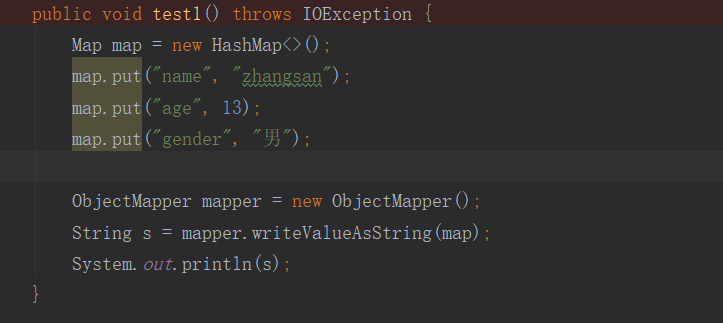 public void test1() throws IOException {
    Map map = new HashMap<>();
    map.put("name", "zhangsan");
    map.put("age", 13);
    map.put("gender", "男");
    ObjectMapper mapper = new ObjectMapper();
    String s = mapper.writeValueAsString(map);
    System.out.println(s);
}